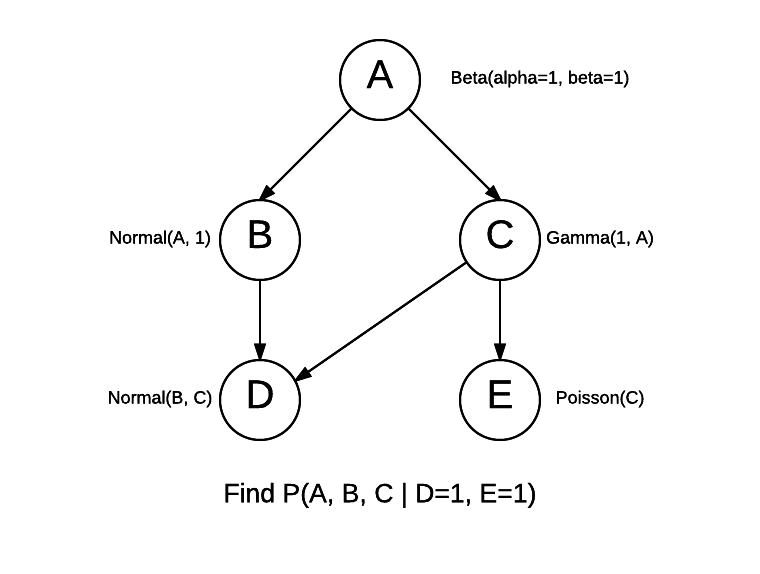 A
Beta(alpha=1, beta=1)
Normal(A, 1)
B
C
Gamma(1, A)
Normal(B, C)
D
E
Poisson(C)
Find P(A, B, C | D=1, E=1)